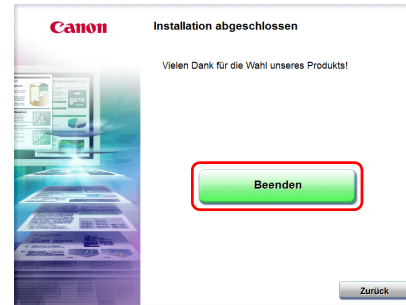 Canon
Installation abgeschlossen
Vielen Dank für die Wahl unseres Produkts!
Beenden
Zurück